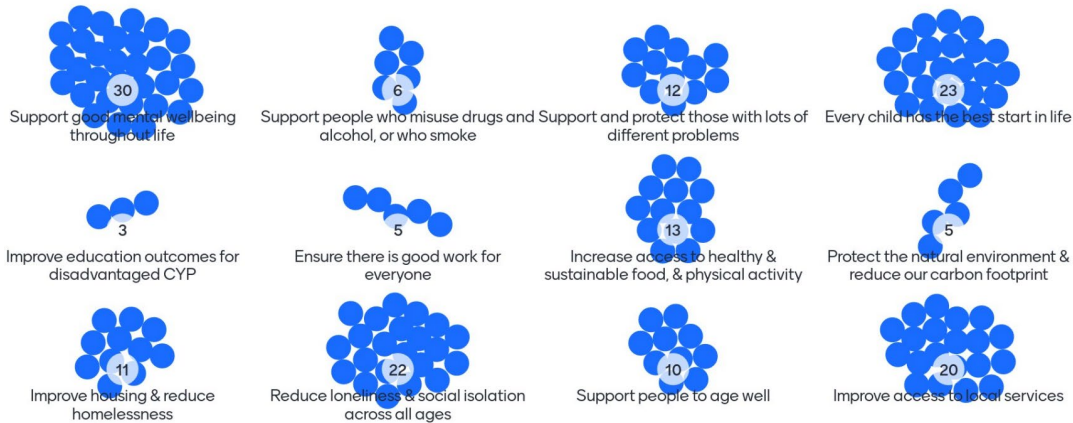 30
Support good mental wellbeing
throughout life
6
Support people who misuse drugs and
alcohol, or who smoke
12
Support and protect those with lots of
different problems
23
Every child has the best start in life
3
Improve education outcomes for
disadvantaged CYP
5
Ensure there is good work for
everyone
13
Increase access to healthy &
sustainable food, & physical activity
5
Protect the natural environment &
reduce our carbon footprint
11
Improve housing & reduce
homelessness
22
Reduce loneliness & social isolation
across all ages
10
Support people to age well
20
Improve access to local services